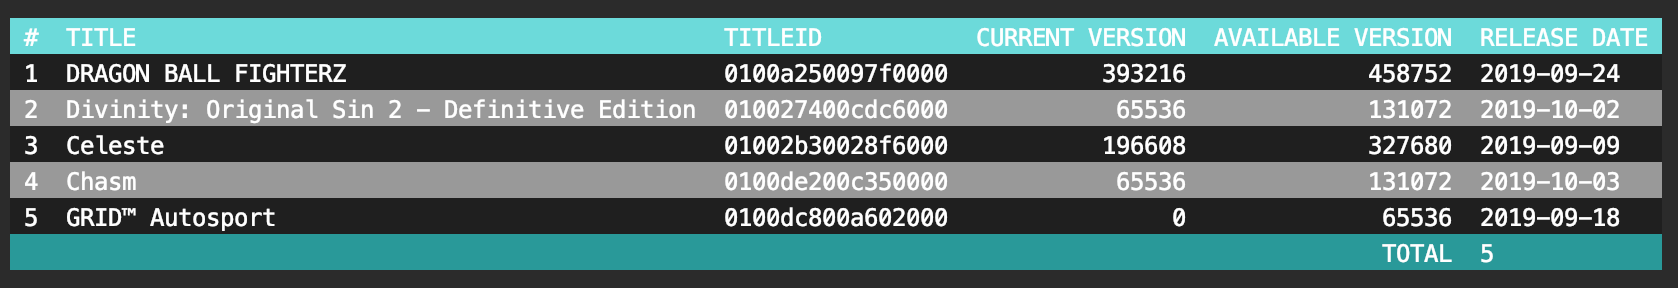 # TITLE TITLEID CURRENT VERSION AVAILABLE VERSION RELEASE DATE
1 DRAGON BALL FIGHTERZ 0100a250097f0000 393216 458752 2019-09-24
2 Divinity: Original Sin 2 - Definitive Edition 010027400cdc6000 65536 131072 2019-10-02
3 Celeste 01002b30028f6000 196608 327680 2019-09-09
4 Chasm 0100de200c350000 65536 131072 2019-10-03
5 GRID™ Autosport 0100dc800a602000 0 65536 2019-09-18
TOTAL 5